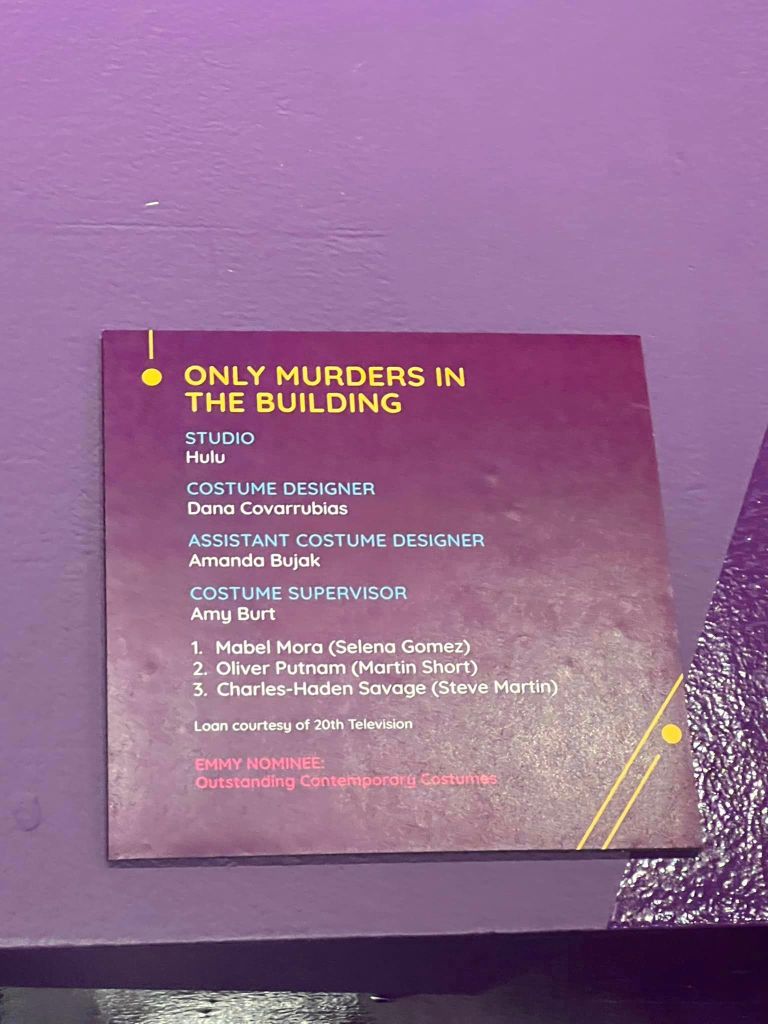 ONLY MURDERS IN
THE BUILDING
STUDIO
Hulu
COSTUME DESIGNER
Dana Covarrubias
ASSISTANT COSTUME DESIGNER
Amanda Bujak
COSTUME SUPERVISOR
Amy Burt
1. Mabel Mora (Selena Gomez)
2. Oliver Putnam (Martin Short)
3. Charles-Haden Savage (Steve Martin)
Loan courtesy of 20th Television
EMMY NOMINEE:
Outstanding Contemporary Costumes